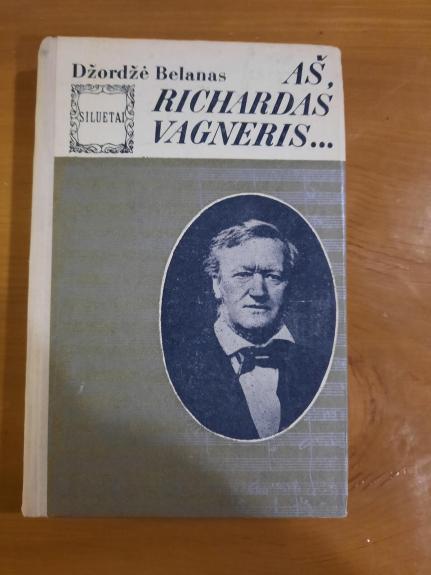 Džordžė Belanas
SILUETAI
AŠ,
RICHARDAS
VAGNERIS...